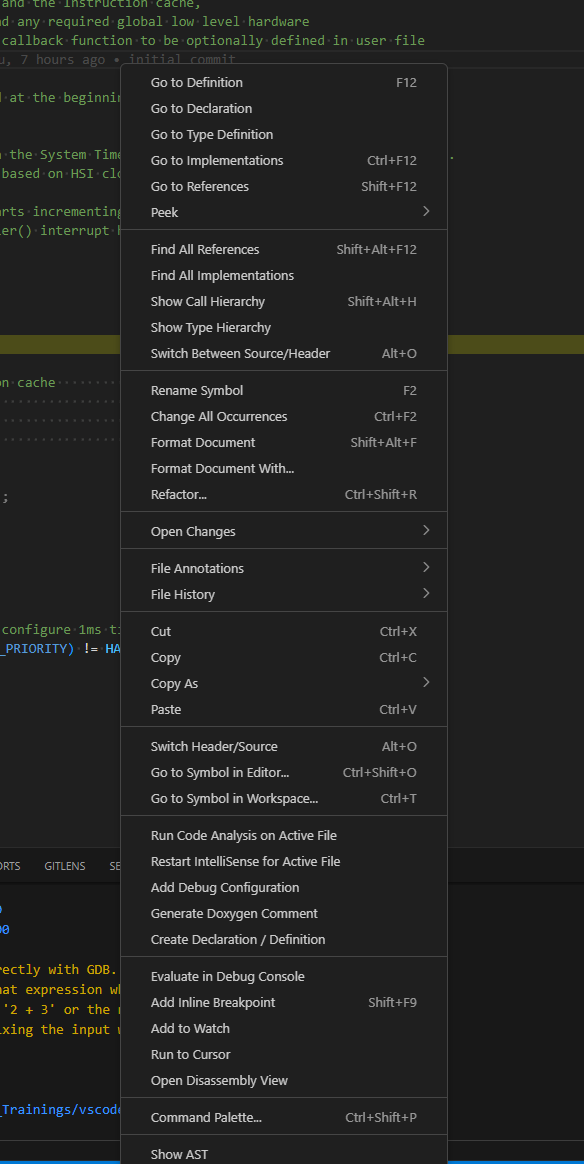 and the Instruction cache,
nd any required global low level hardware
callback function to be optionally defined in user file
u, 7 hours ago • initial commit
Go to Definition F12
d at the beginnin
Go to Declaration
Go to Type Definition
the System Time
Go to Implementations Ctrl+F12
based on HSI clo
Go to References Shift+F12
arts incrementing
Peek
er() interrupt h
Find All References Shift+Alt+F12
Find All Implementations
Show Call Hierarchy Shift+Alt+H
Show Type Hierarchy
Switch Between Source/Header Alt+O
on cache
Rename Symbol F2
Change All Occurrences Ctrl+F2
Format Document Shift+Alt+F
Format Document With...
Refactor... Ctrl+Shift+R
;
Open Changes
File Annotations
File History
configure 1ms ti
Cut Ctrl+X
_PRIORITY) != HA
Copy Ctrl+C
Copy As
Paste Ctrl+V
Switch Header/Source Alt+O
Go to Symbol in Editor... Ctrl+Shift+O
Go to Symbol in Workspace... Ctrl+T
Run Code Analysis on Active File
ORTS GITLENS SE
Restart IntelliSense for Active File
Add Debug Configuration
0
Generate Doxygen Comment
00
Create Declaration / Definition
rectly with GDB.
Evaluate in Debug Console
hat expression wh
Add Inline Breakpoint Shift+F9
'2 + 3' or the n
Add to Watch
ixing the input w
Run to Cursor
Open Disassembly View
_Trainings/vscode
Command Palette... Ctrl+Shift+P
Show AST